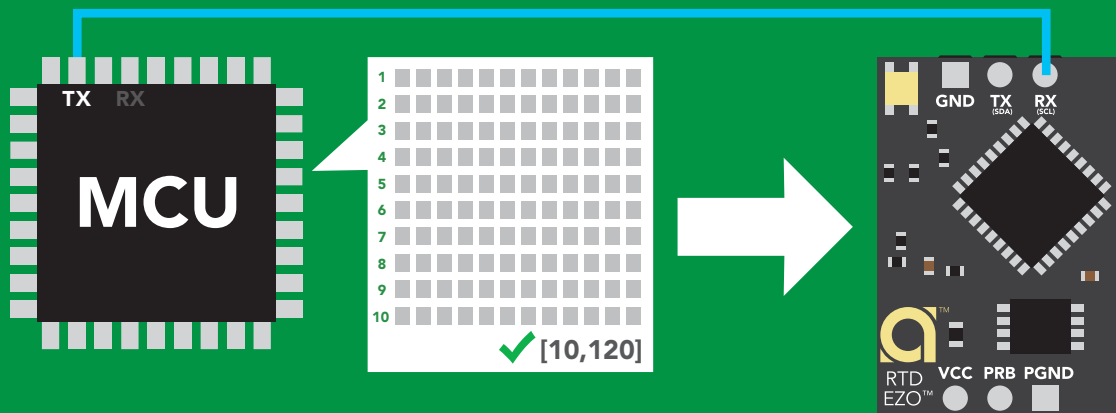 TX RX
MCU
1
2
3
4
5
6
7
8
9
10
[10,120]
GND TX RX
(SDA) (SCL)
TM
RTD
EZO™
VCC PRB PGND